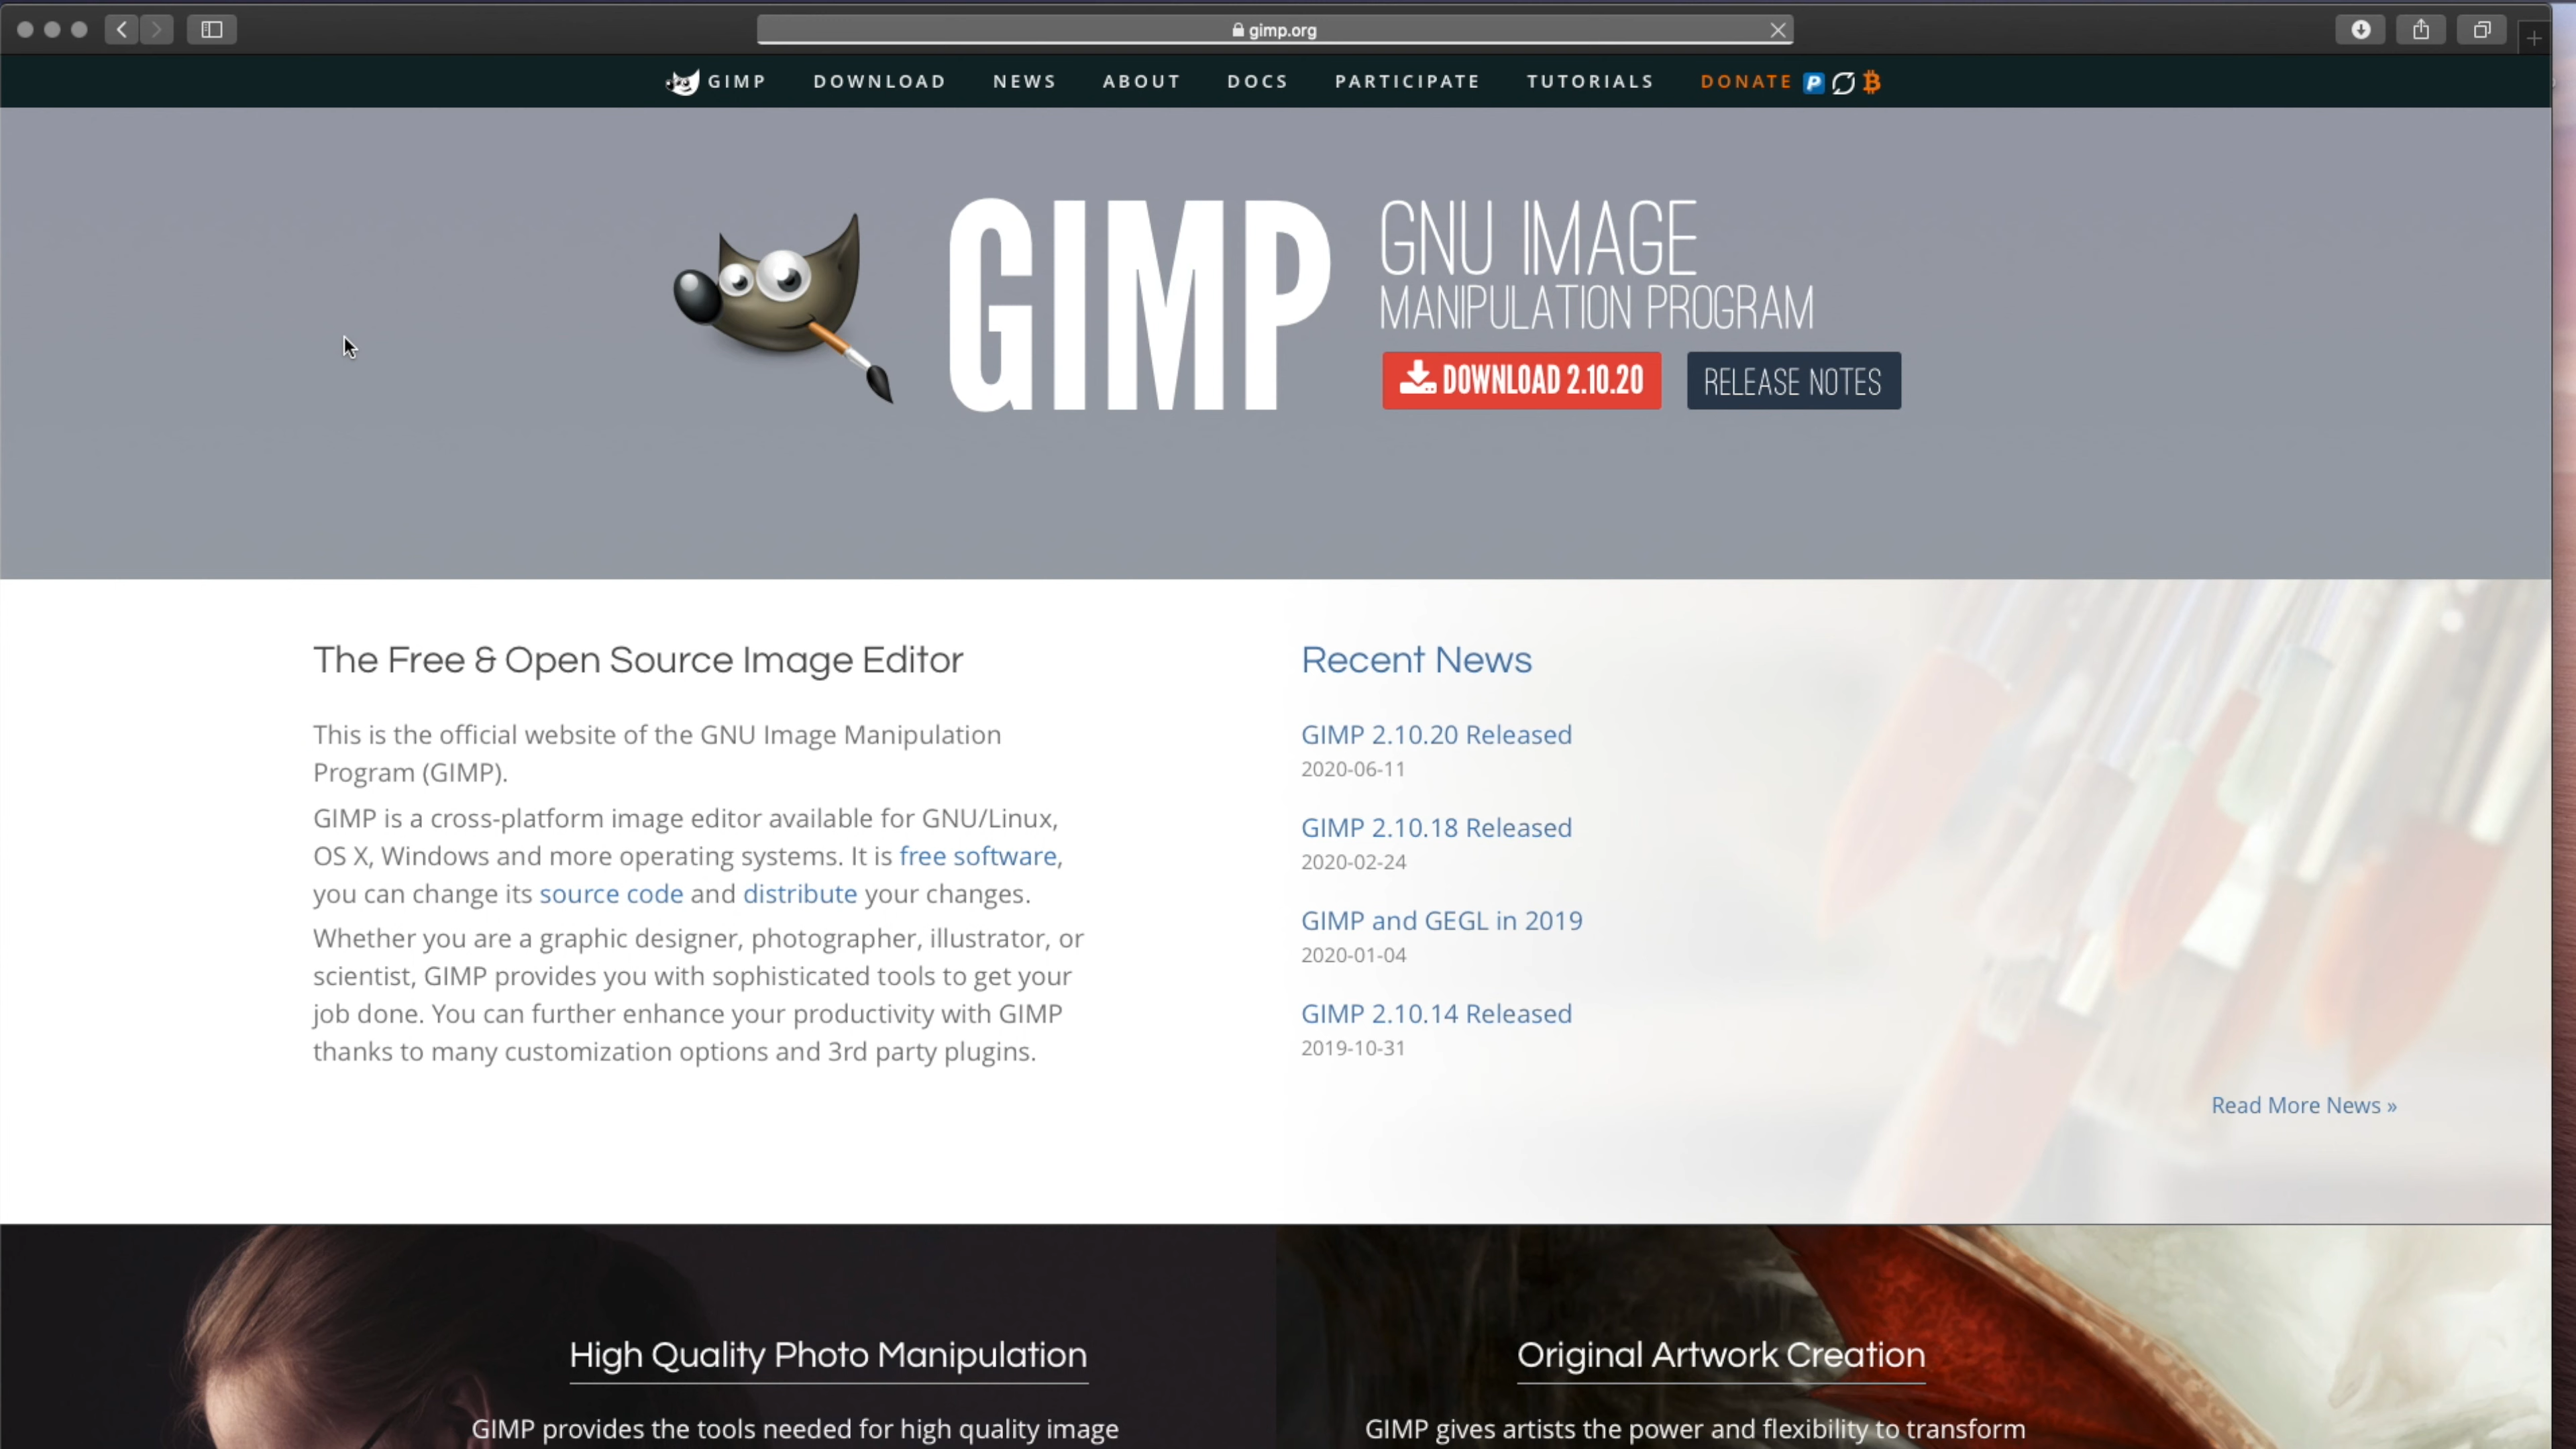 gimp.org
GIMP DOWNLOAD NEWS ABOUT DOCS PARTICIPATE TUTORIALS DONATE
GIMP
GNU IMAGE
MANIPULATION PROGRAM
DOWNLOAD 2.10.20
RELEASE NOTES
The Free & Open Source Image Editor
This is the official website of the GNU Image Manipulation
Program (GIMP).
GIMP is a cross-platform image editor available for GNU/Linux,
OS X, Windows and more operating systems. It is free software,
you can change its source code and distribute your changes.
Whether you are a graphic designer, photographer, illustrator, or
scientist, GIMP provides you with sophisticated tools to get your
job done. You can further enhance your productivity with GIMP
thanks to many customization options and 3rd party plugins.
Recent News
GIMP 2.10.20 Released
2020-06-11
GIMP 2.10.18 Released
2020-02-24
GIMP and GEGL in 2019
2020-01-04
GIMP 2.10.14 Released
2019-10-31
Read More News »
High Quality Photo Manipulation
GIMP provides the tools needed for high quality image
Original Artwork Creation
GIMP gives artists the power and flexibility to transform